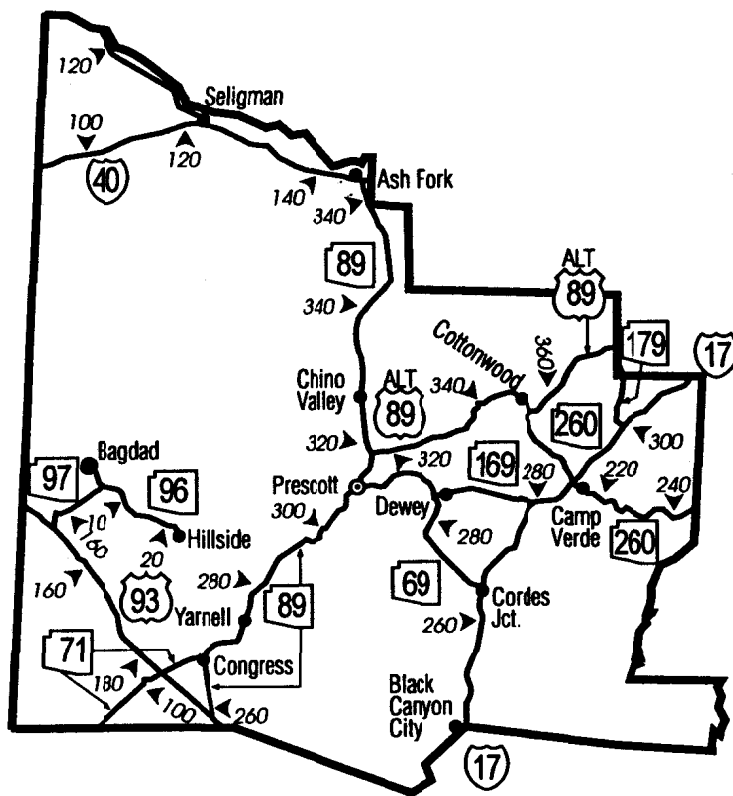 120
Seligman
100
120
40
Ash Fork
140
340
89
ALT
89
179
17
340
Cottonwood
360
Chino
Valley
ALT
89
340
260
300
320
Bagdad
97
96
Prescott
320
169
280
220
240
Dewey
Camp
Verde
300
10
160
Hillside
20
280
260
160
93
280
89
69
Cordes
Jct.
Yarnell
260
71
Congress
180
100
260
Black
Canyon
City
17